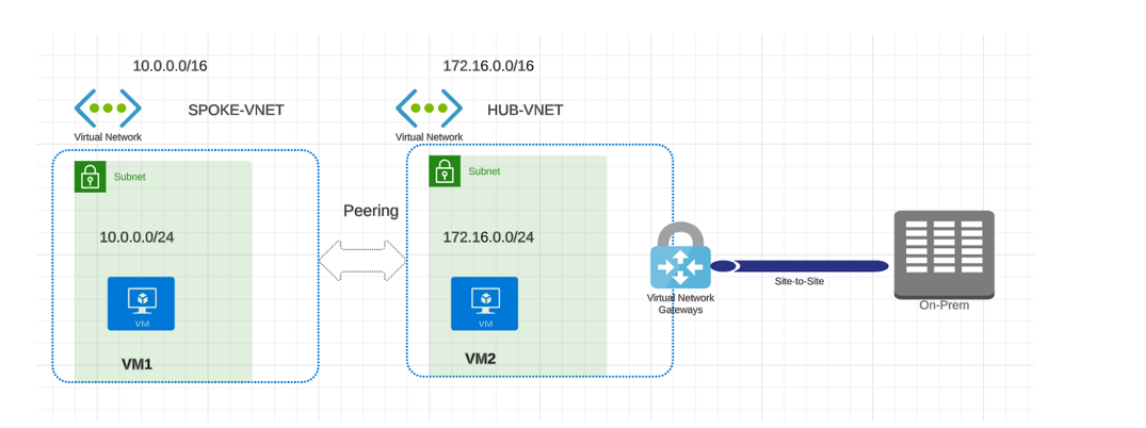 10.0.0.0/16
SPOKE-VNET
Virtual Network
172.16.0.0/16
HUB-VNET
Virtual Network
Subnet
10.0.0.0/24
VM
VM1
Peering
Subnet
172.16.0.0/24
VM
VM2
Virtual Network
Gateways
Site-to-Site
On-Prem